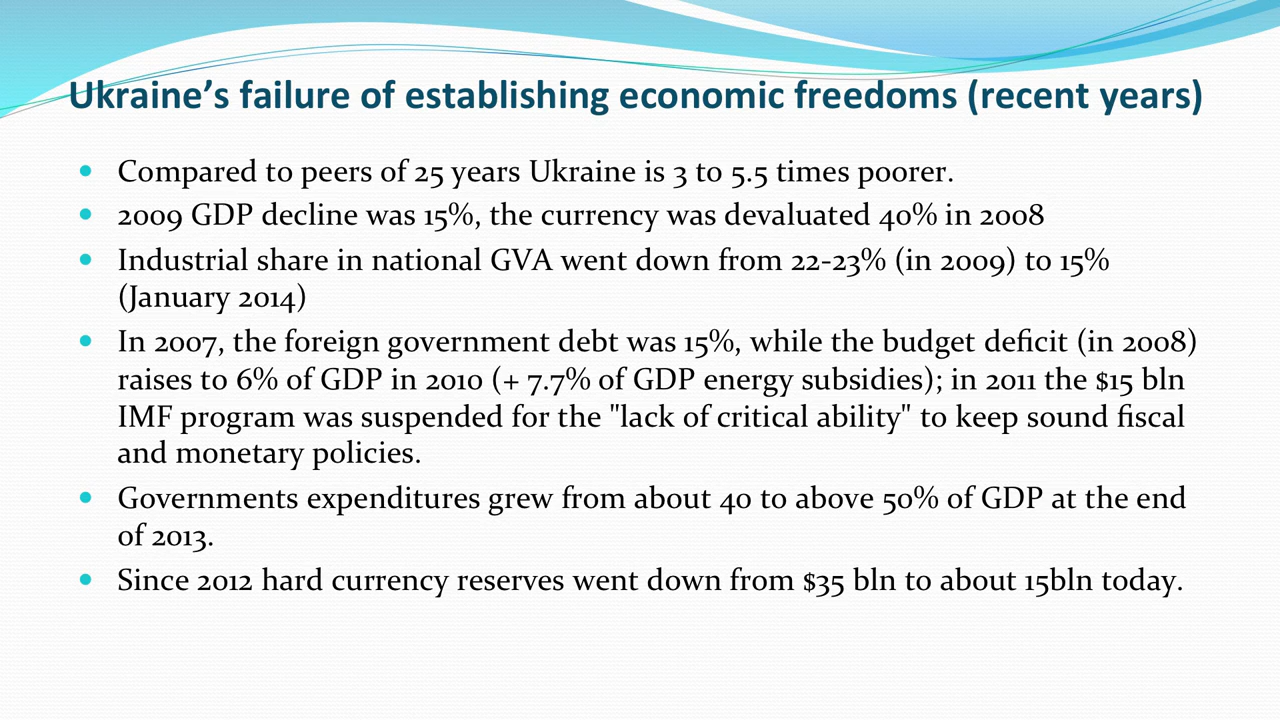 Ukraine’s failure of establishing economic freedoms (recent years)
• Compared to peers of 25 years Ukraine is 3 to 5.5 times poorer.
• 2009 GDP decline was 15%, the currency was devaluated 40% in 2008
• Industrial share in national GVA went down from 22-23% (in 2009) to 15%
(January 2014)
• In 2007, the foreign government debt was 15%, while the budget deficit (in 2008)
raises to 6% of GDP in 2010 (+ 7.7% of GDP energy subsidies); in 2011 the $15 bln
IMF program was suspended for the "lack of critical ability" to keep sound fiscal
and monetary policies.
• Governments expenditures grew from about 40 to above 50% of GDP at the end
of 2013.
• Since 2012 hard currency reserves went down from $35 bln to about 15bln today.